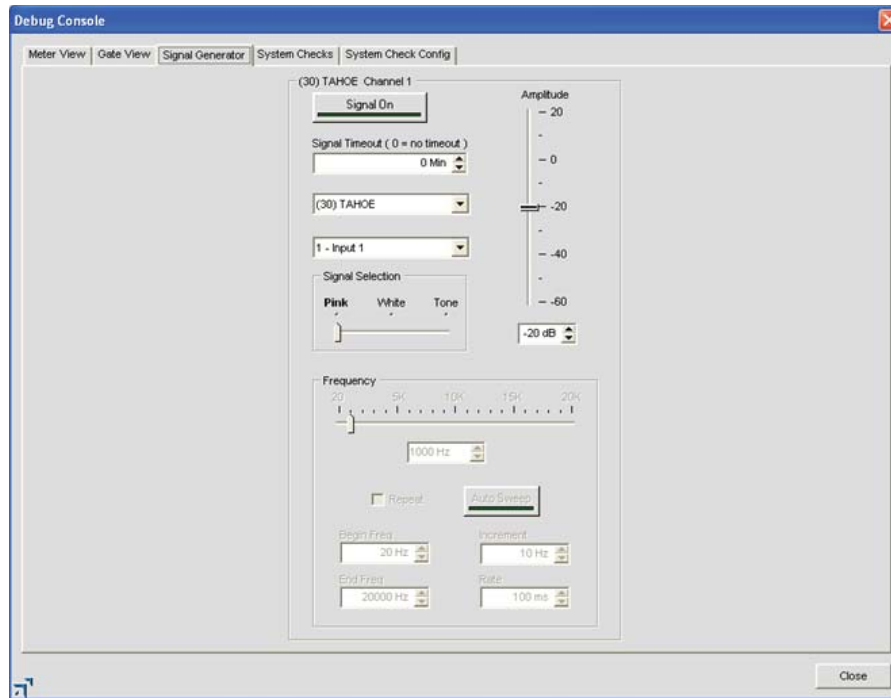 Debug Console
Meter View Gate View Signal Generator System Checks System Check Config
(30) TAHOE Channel 1
Signal On
Signal Timeout ( 0 = no timeout )
0 Min
(30) TAHOE
1 - Input 1
Signal Selection
Pink White Tone
Amplitude
20
0
-20
-40
-60
-20 dB
Frequency
20 5K 10K 15K 20K
1000 Hz
Repeat Auto Sweep
Begin Freq Increment
20 Hz 10 Hz
End Freq Rate
20000 Hz 100 ms
Close